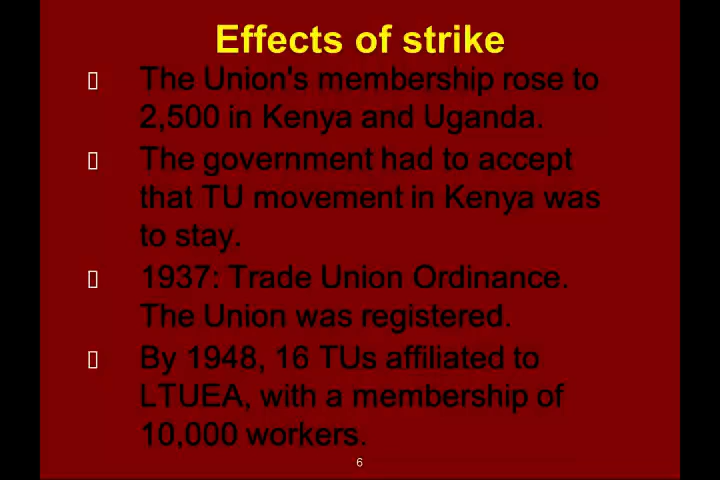 Effects of strike
The Union's membership rose to
2,500 in Kenya and Uganda.
The government had to accept
that TU movement in Kenya was
to stay.
1937: Trade Union Ordinance.
The Union was registered.
By 1948, 16 TUs affiliated to
LTUEA, with a membership of
10,000 workers.
6